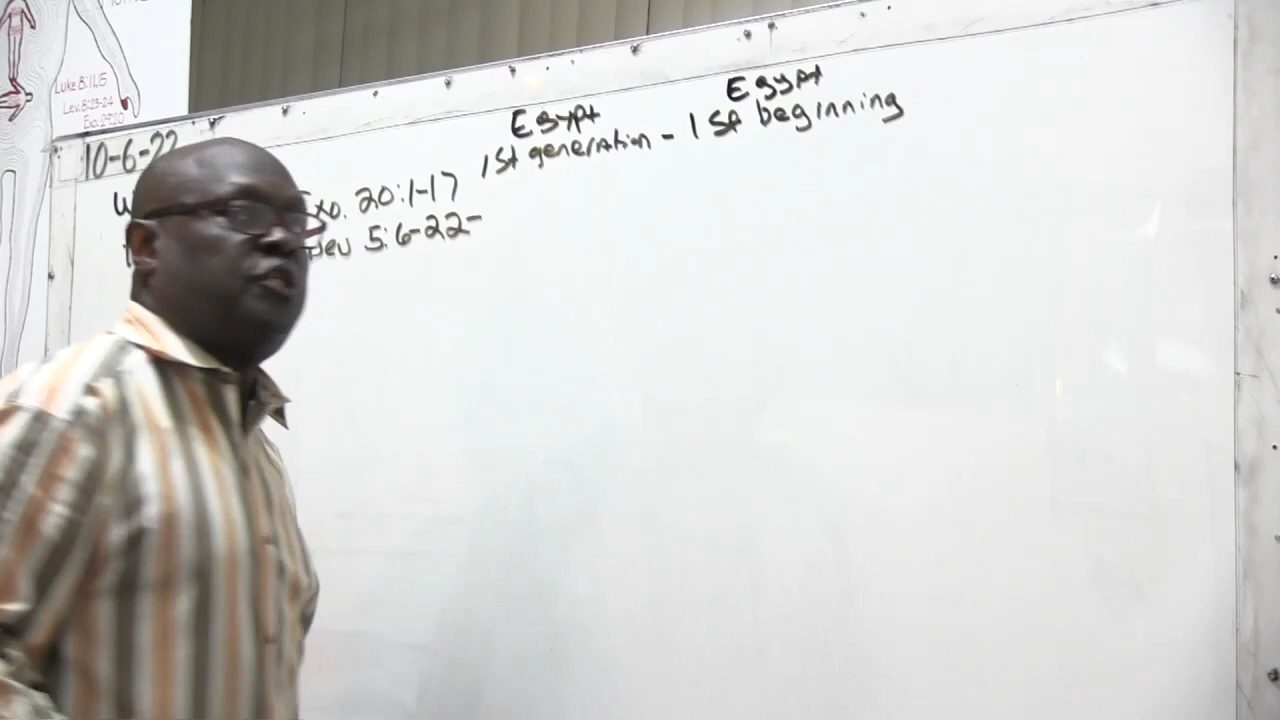 Luke 8:11,15
Lev. 8:23-24
Exo. 29:20
10-6-22
Egypt
Egypt
1St generation - 1St beginning
Exo. 20:1-17
5:6-22-